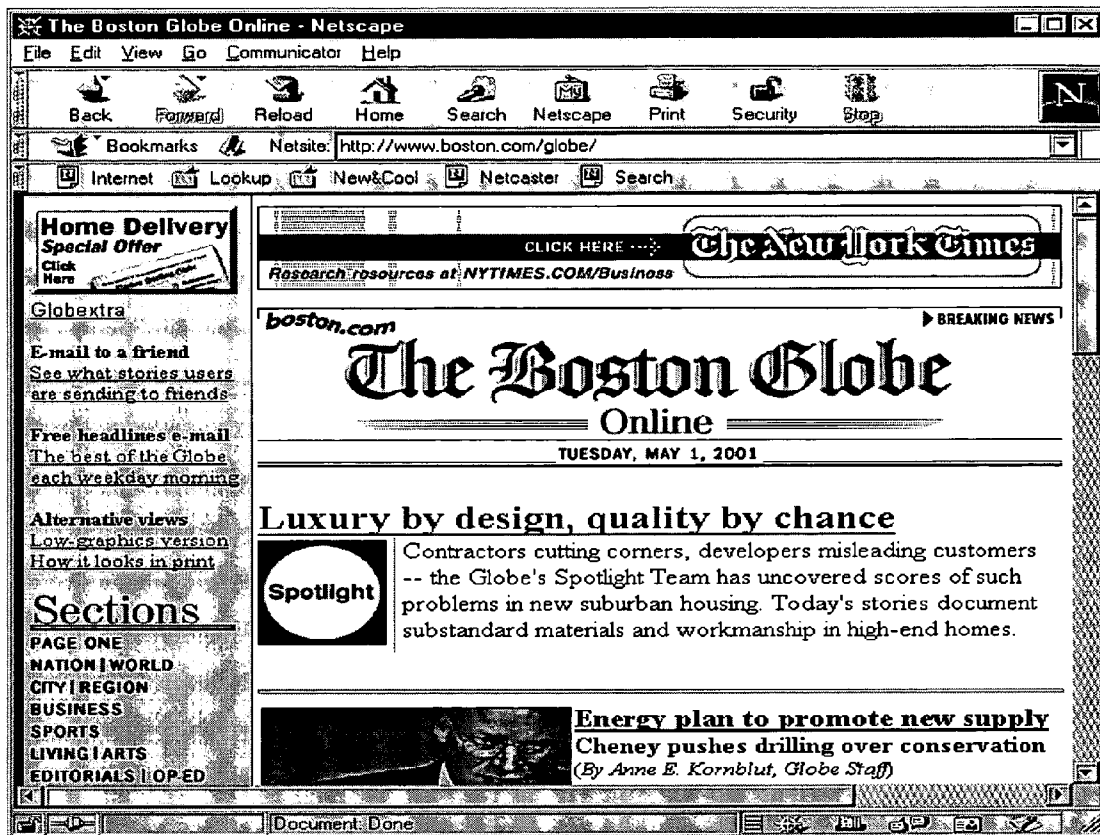 The Boston Globe Online - Netscape
File Edit View Go Communicator Help
Back Forward Reload Home Search Netscape Print Security Stop
Bookmarks Netsite: http://www.boston.com/globe/
Internet Lookup New&Cool Netcaster Search
Home Delivery
Special Offer
Click
Here
CLICK HERE
The New York Times
Research resources at NYTIMES.COM/Business
Globextra
E-mail to a friend
See what stories users
are sending to friends
Free headlines e-mail
The best of the Globe
each weekday morning
Alternative views
Low-graphics version
How it looks in print
Sections
PAGE ONE
NATION | WORLD
CITY | REGION
BUSINESS
SPORTS
LIVING | ARTS
EDITORIALS | OP-ED
boston.com
BREAKING NEWS
The Boston Globe
Online
TUESDAY, MAY 1, 2001
Luxury by design, quality by chance
Spotlight
Contractors cutting corners, developers misleading customers
-- the Globe's Spotlight Team has uncovered scores of such
problems in new suburban housing. Today's stories document
substandard materials and workmanship in high-end homes.
Energy plan to promote new supply
Cheney pushes drilling over conservation
(By Anne E. Kornblut, Globe Staff)
Document: Done